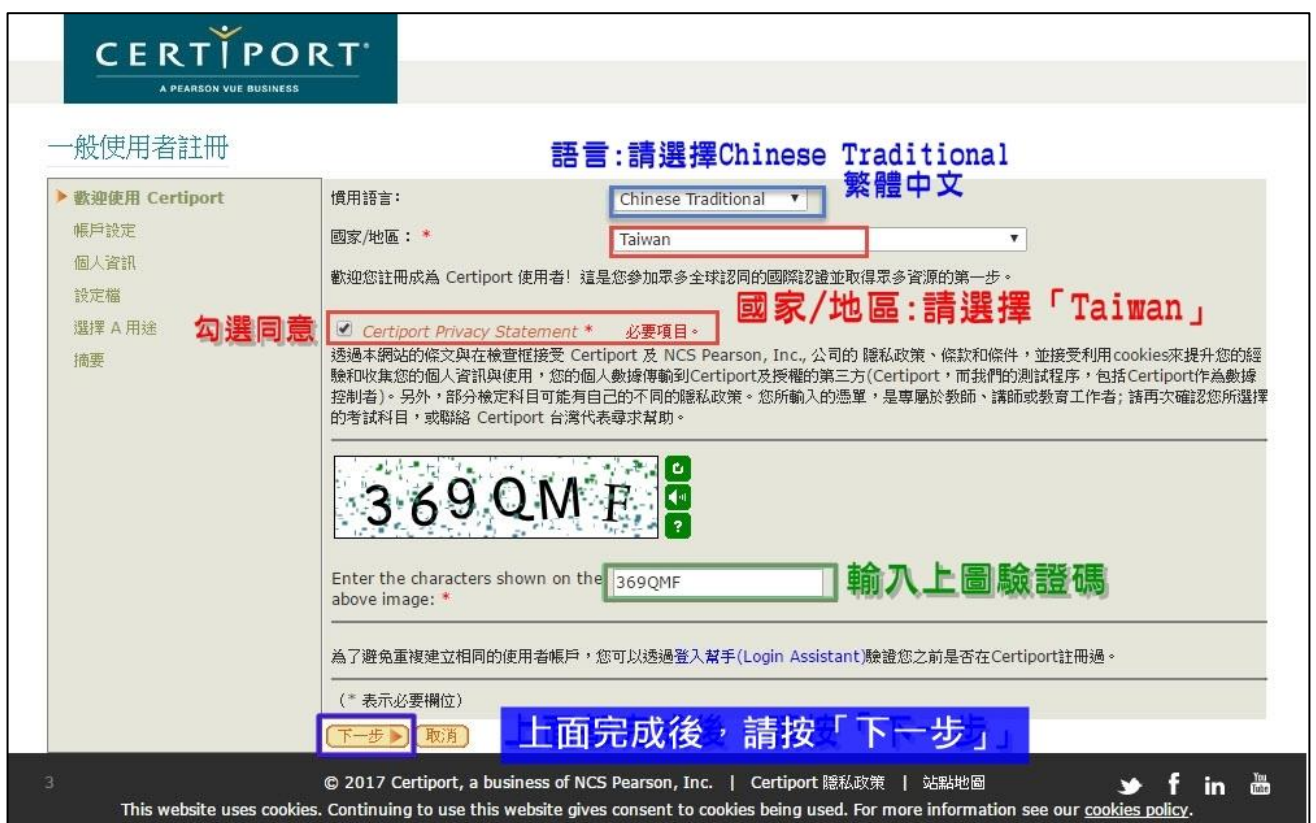 CERTIPORT
A PEARSON VUE BUSINESS
一般使用者註冊
語言:請選擇Chinese Traditional
繁體中文
歡迎使用 Certiport
帳戶設定
個人資訊
設定檔
選擇 A 用途
摘要
慣用語言:
Chinese Traditional
國家/地區: *
Taiwan
歡迎您註冊成為 Certiport 使用者! 這是您參加眾多全球認同的國際認證並取得眾多資源的第一步。
國家/地區:請選擇「Taiwan」
勾選同意
Certiport Privacy Statement * 必要項目。
透過本網站的條文與在檢查框接受 Certiport 及 NCS Pearson, Inc., 公司的 隱私政策、條款和條件,並接受利用cookies來提升您的經
驗和收集您的個人資訊與使用,您的個人數據傳輸到Certiport及授權的第三方(Certiport,而我們的測試程序,包括Certiport作為數據
控制者)。另外,部分檢定科目可能有自己的不同的隱私政策。您所輸入的憑單,是專屬於教師、講師或教育工作者; 請再次確認您所選擇
的考試科目,或聯絡 Certiport 台灣代表尋求幫助。
369QMF
?
Enter the characters shown on the
above image: *
369QMF
輸入上圖驗證碼
為了避免重複建立相同的使用者帳戶,您可以透過登入幫手(Login Assistant)驗證您之前是否在Certiport註冊過。
(* 表示必要欄位)
下一步
取消
上面完成後,請按「下一步」
3
© 2017 Certiport, a business of NCS Pearson, Inc. | Certiport 隱私政策 | 站點地圖
f in You Tube
This website uses cookies. Continuing to use this website gives consent to cookies being used. For more information see our cookies policy.